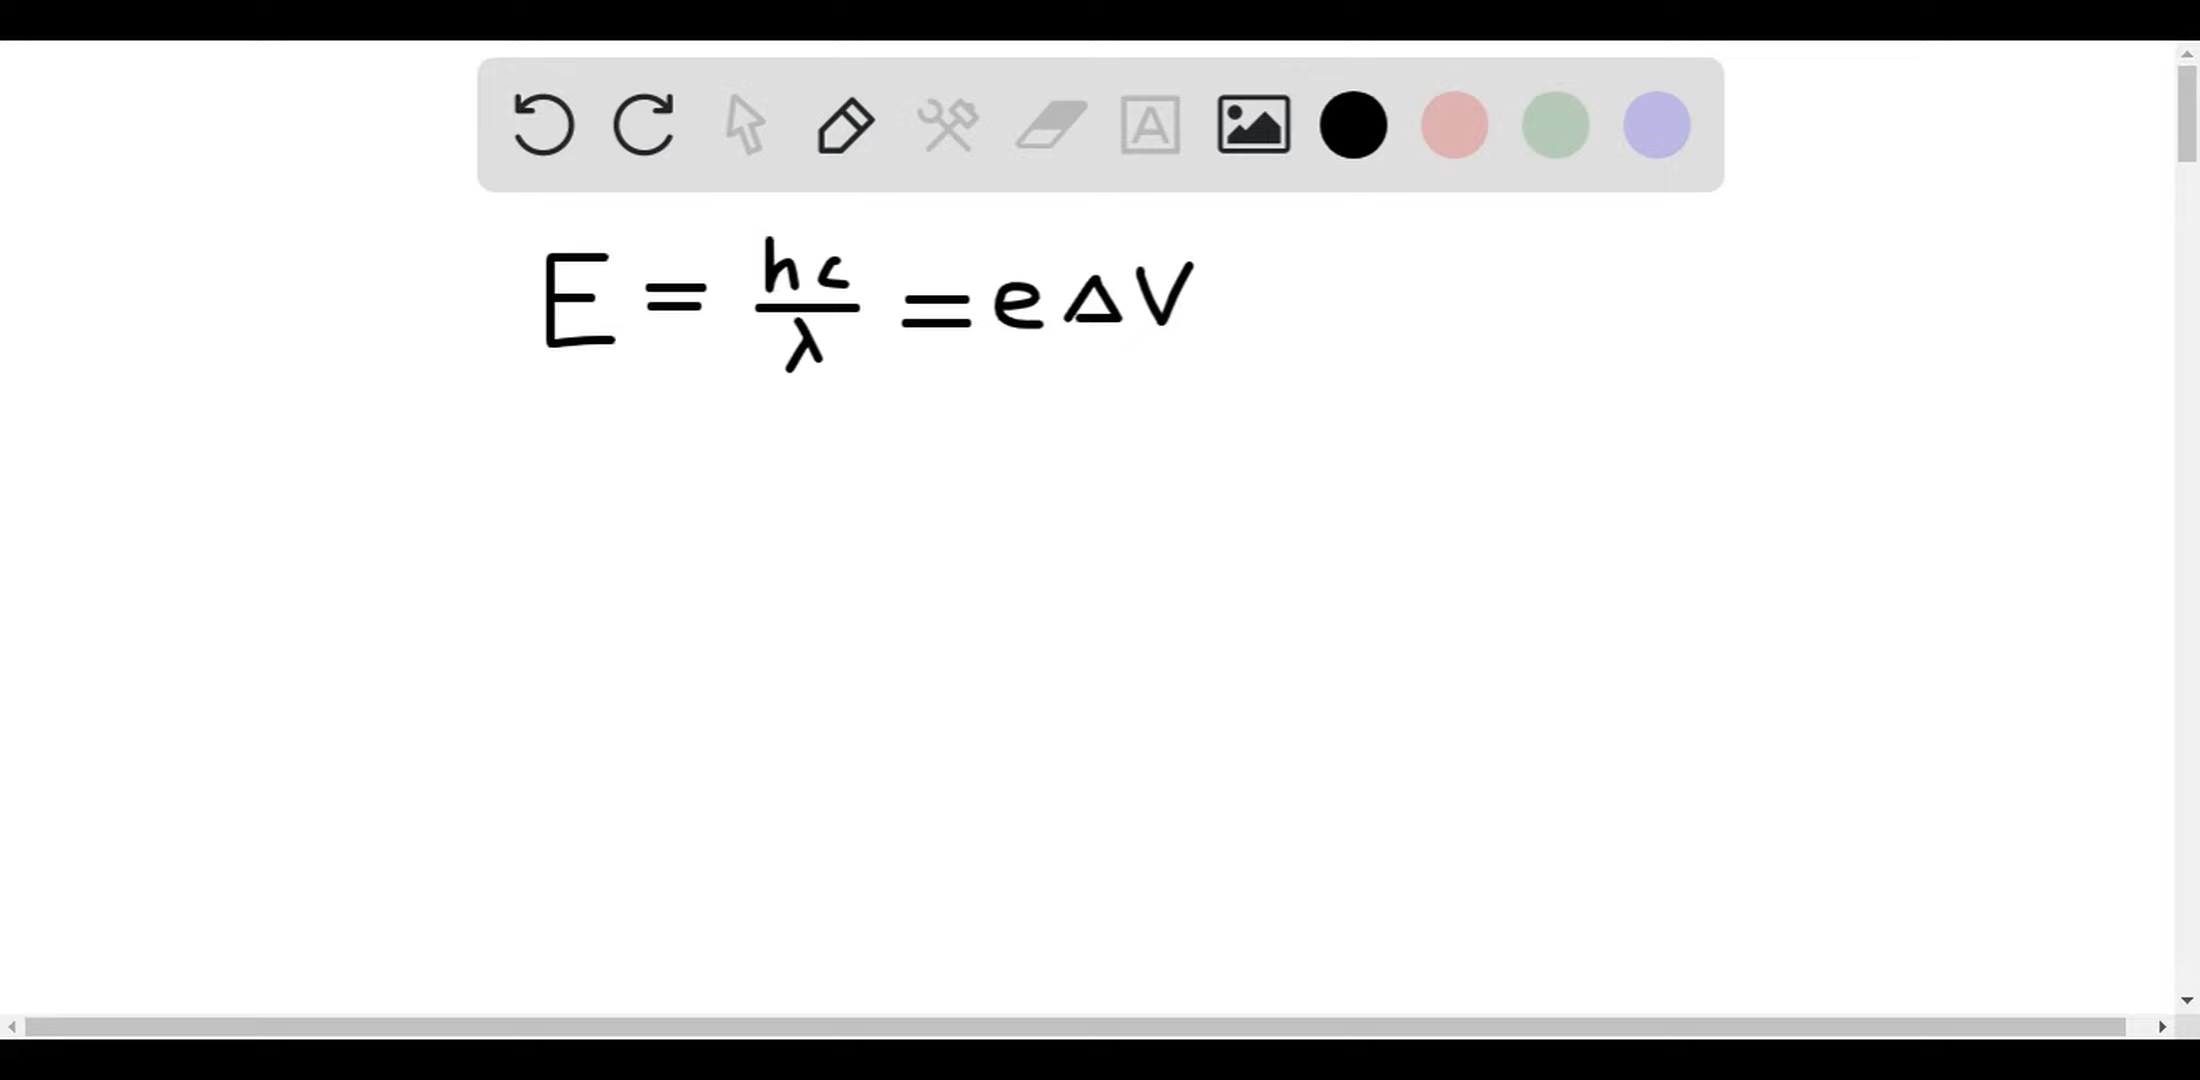 A
E = hc/λ = eΔV